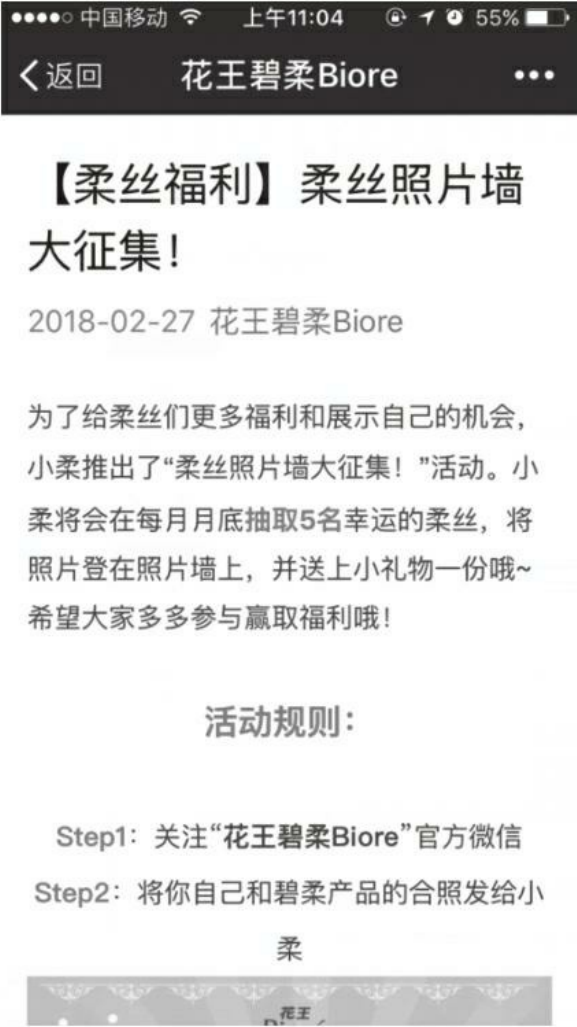 中国移动 上午11:04 55%
返回 花王碧柔Biore
【柔丝福利】柔丝照片墙
大征集！
2018-02-27 花王碧柔Biore
为了给柔丝们更多福利和展示自己的机会，
小柔推出了“柔丝照片墙大征集！”活动。小
柔将会在每月月底抽取5名幸运的柔丝，将
照片登在照片墙上，并送上小礼物一份哦~
希望大家多多参与赢取福利哦！
活动规则：
Step1：关注“花王碧柔Biore”官方微信
Step2：将你自己和碧柔产品的合照发给小
柔
花王